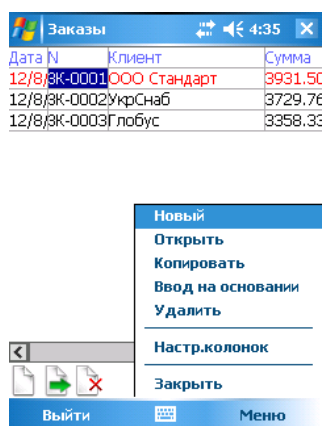 Заказы 4:35
Дата N Клиент Сумма
12/8/ ЗК-0001 ООО Стандарт 3931.50
12/8/ ЗК-0002 УкрСнаб 3729.76
12/8/ ЗК-0003 Глобус 3358.33
Новый
Открыть
Копировать
Ввод на основании
Удалить
Настр.колонок
Закрыть
Выйти Меню